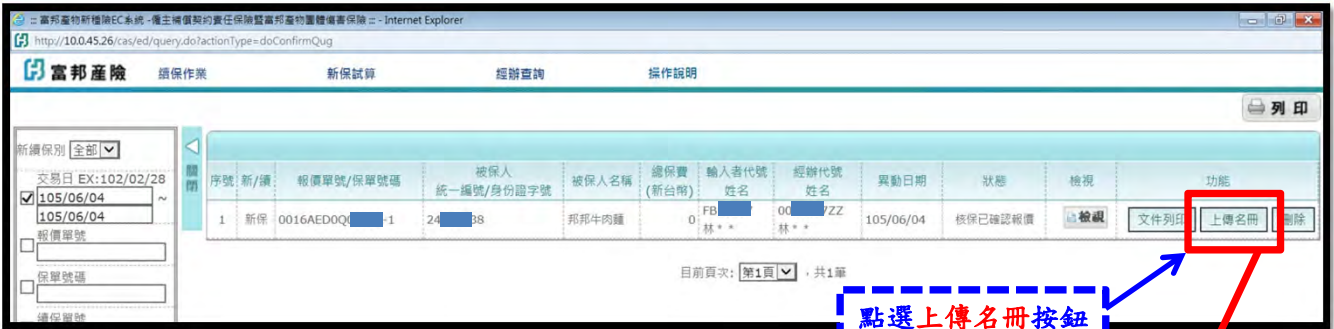 :: 富邦產物新種險EC系統 -僱主補償契約責任保險暨富邦產物團體傷害保險 :: - Internet Explorer
http://10.0.45.26/cas/ed/query.do?actionType=doConfirmQug
富邦產險 續保作業 新保試算 經辦查詢 操作說明
列印
新續保別 全部
交易日 EX:102/02/28
105/06/04 ~
105/06/04
報價單號
保單號碼
續保單號
關閉
序號 新/續 報價單號/保單號碼 被保人 統一編號/身份證字號 被保人名稱 總保費 (新台幣) 輸入者代號 姓名 經辦代號 姓名 異動日期 狀態 檢視 功能
1 新保 0016AED0Q -1 24 38 邦邦牛肉麵 0 FB 林** 00 ZZ 林** 105/06/04 核保已確認報價 檢視 文件列印 上傳名冊 刪除
目前頁次: 第1頁 , 共1筆
點選上傳名冊按鈕